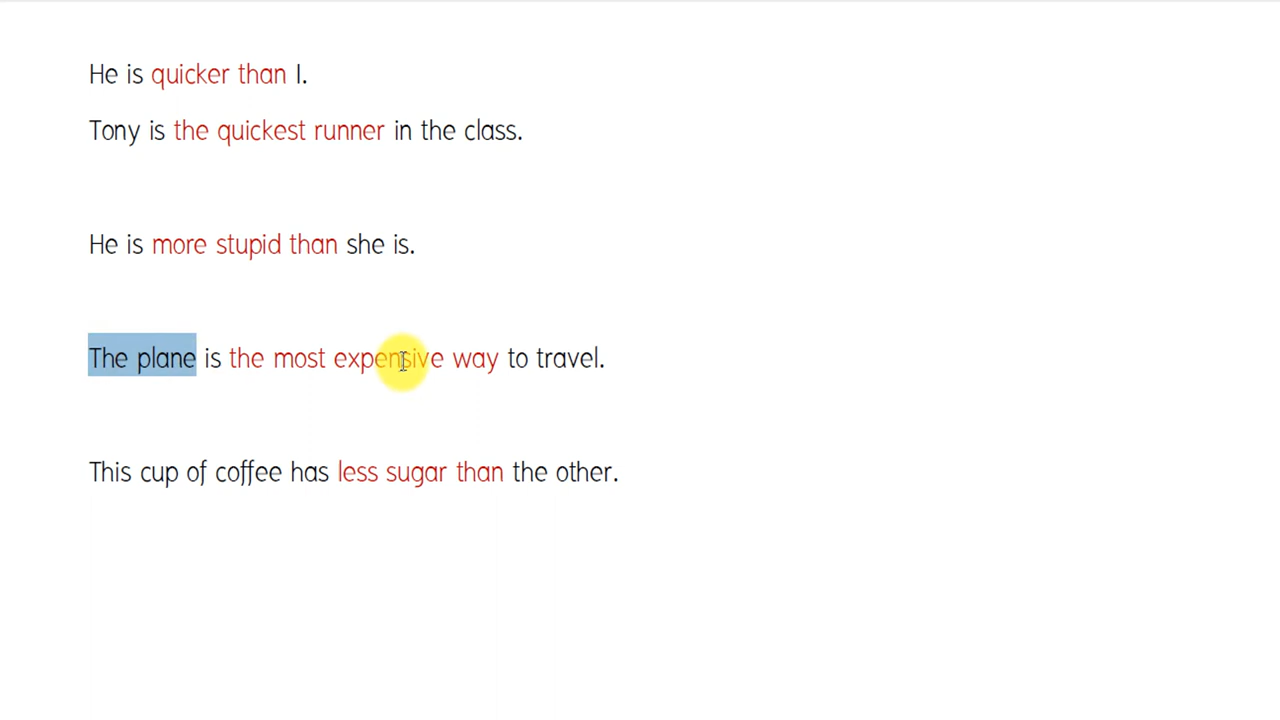 He is quicker than I.
Tony is the quickest runner in the class.
He is more stupid than she is.
The plane is the most expensive way to travel.
This cup of coffee has less sugar than the other.